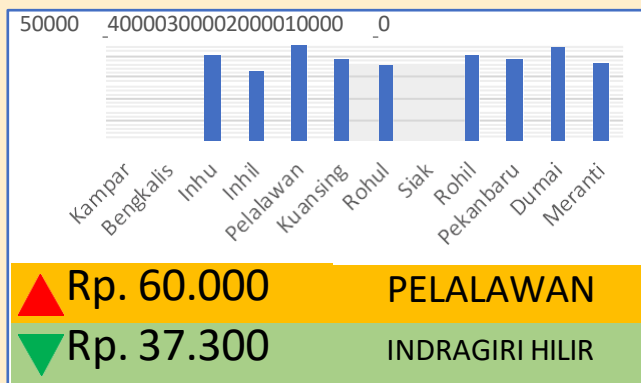 50000 40000300002000010000 0
Kampar
Bengkalis
Inhu
Inhil
Pelalawan
Kuansing
Rohul
Siak
Rohil
Pekanbaru
Dumai
Meranti
Rp. 60.000 PELALAWAN
Rp. 37.300 INDRAGIRI HILIR